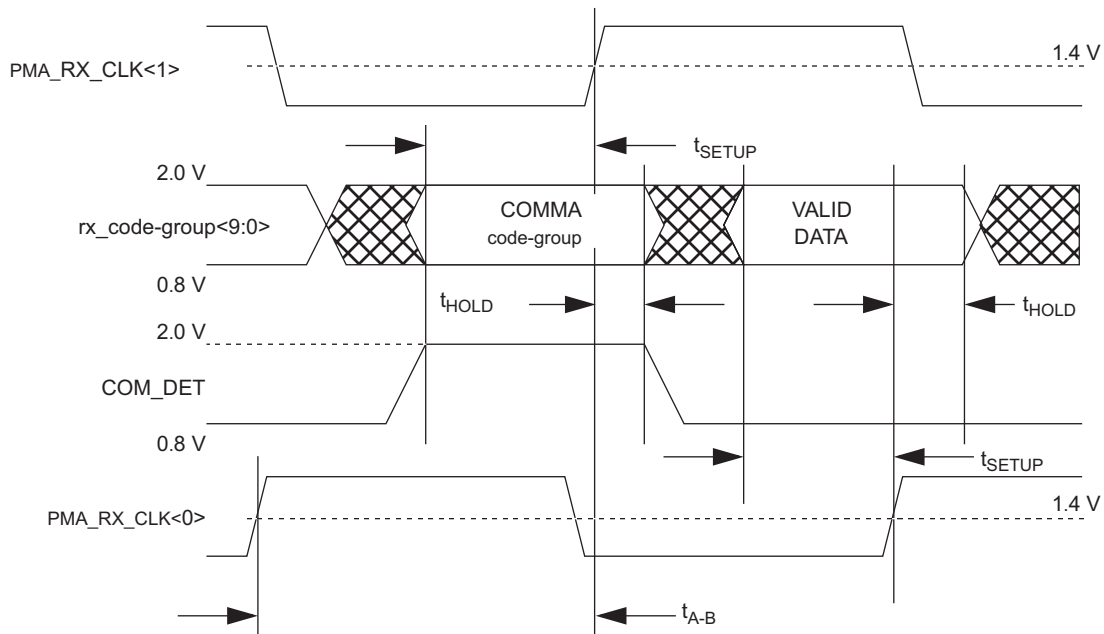 1.4 V
PMA_RX_CLK<1>
tSETUP
2.0 V
rx_code-group<9:0>
COMMA
code-group
VALID
DATA
0.8 V
tHOLD
tHOLD
2.0 V
COM_DET
0.8 V
tSETUP
PMA_RX_CLK<0>
1.4 V
tA-B